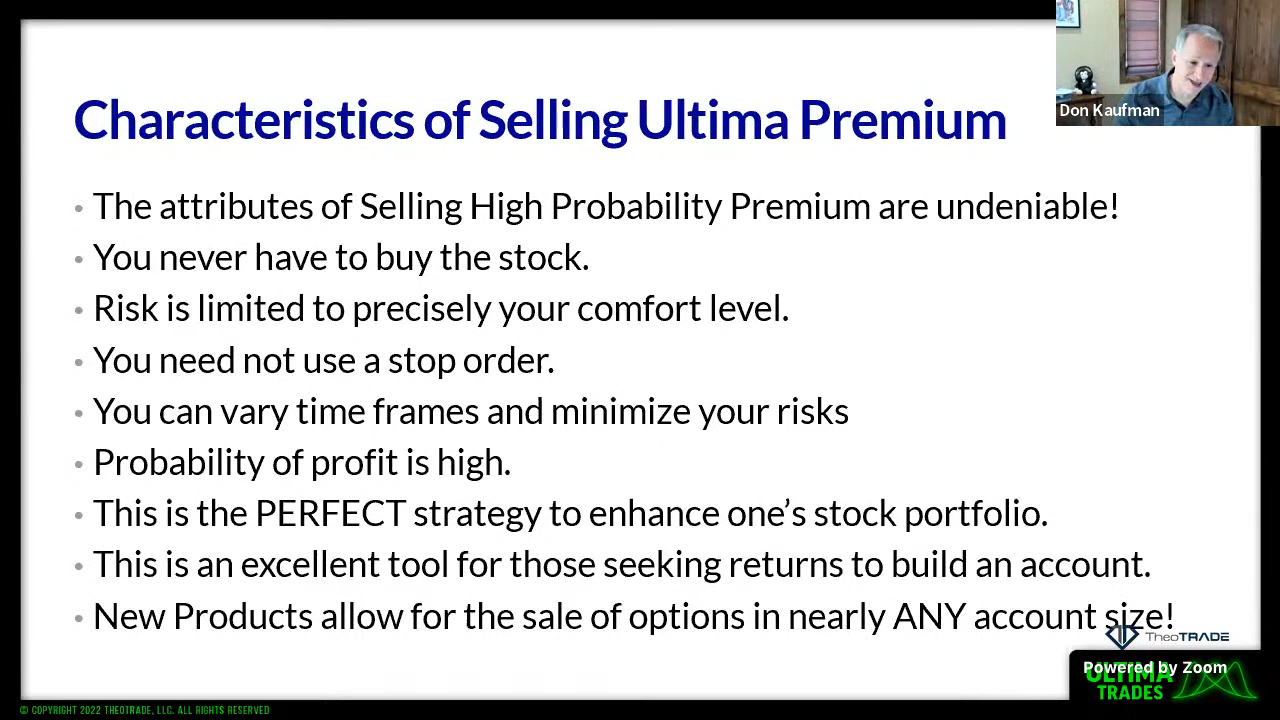 Characteristics of Selling Ultima Premium
Don Kaufman
• The attributes of Selling High Probability Premium are undeniable!
• You never have to buy the stock.
• Risk is limited to precisely your comfort level.
• You need not use a stop order.
• You can vary time frames and minimize your risks
• Probability of profit is high.
• This is the PERFECT strategy to enhance one’s stock portfolio.
• This is an excellent tool for those seeking returns to build an account.
• New Products allow for the sale of options in nearly ANY account size!
TheoTRADE
Powered by Zoom
ULTIMA
TRADES
© COPYRIGHT 2022 THEOTRADE, LLC. ALL RIGHTS RESERVED